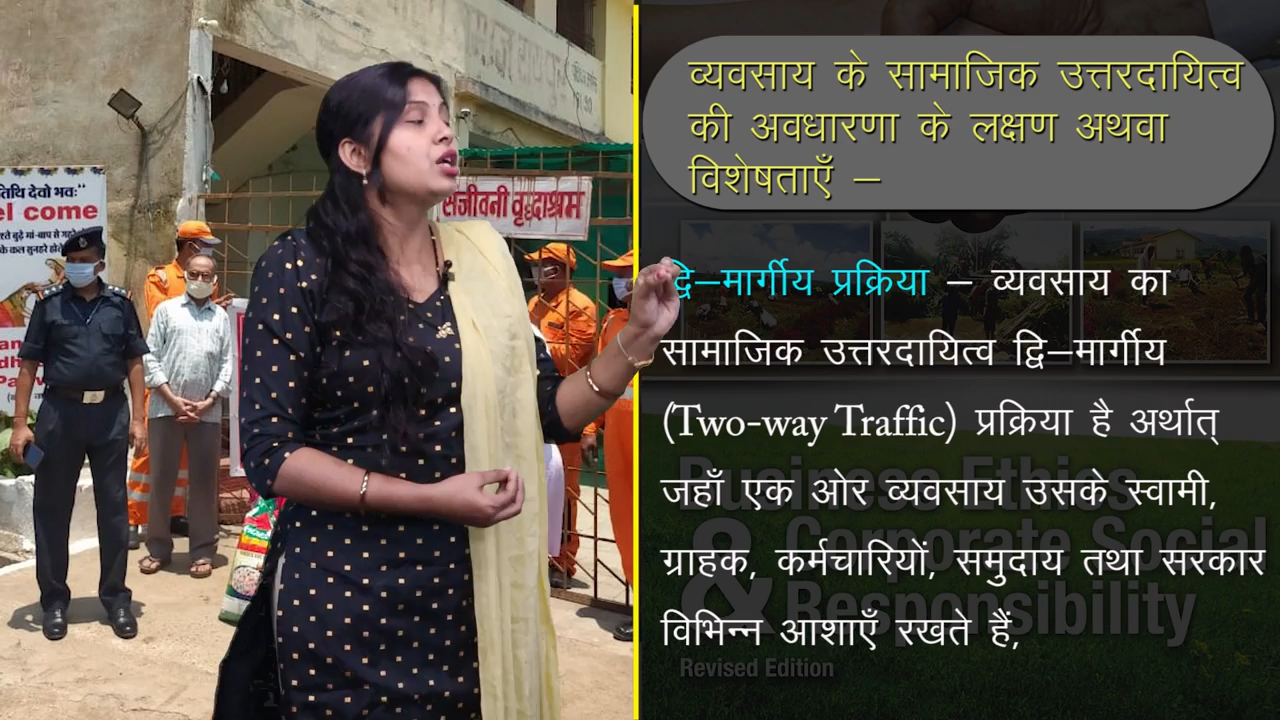 व्यवसाय के सामाजिक उत्तरदायित्व
की अवधारणा के लक्षण अथवा
विशेषताएँ –
द्वि–मार्गीय प्रक्रिया – व्यवसाय का
सामाजिक उत्तरदायित्व द्वि–मार्गीय
(Two-way Traffic) प्रक्रिया है अर्थात्
जहाँ एक ओर व्यवसाय उसके स्वामी,
ग्राहक, कर्मचारियों, समुदाय तथा सरकार
विभिन्न आशाएँ रखते हैं,
Business Ethics
& Corporate Social
Responsibility
Revised Edition
संजीवनी वृद्धाश्रम
तिथि देवो भवः"
el come